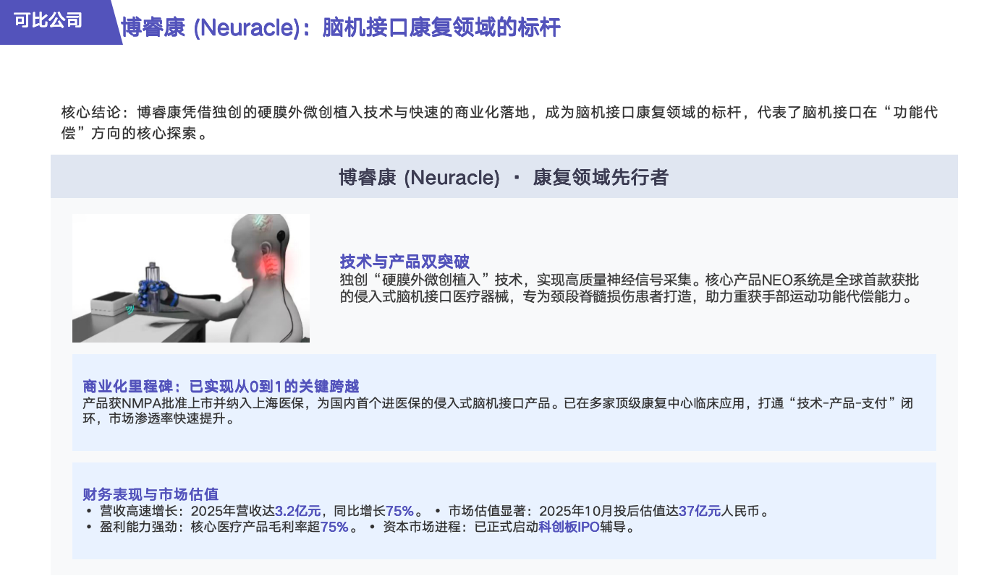 可比公司
博睿康 (Neuracle)：脑机接口康复领域的标杆
核心结论：博睿康凭借独创的硬膜外微创植入技术与快速的商业化落地，成为脑机接口康复领域的标杆，代表了脑机接口在“功能代
偿”方向的核心探索。
博睿康 (Neuracle) · 康复领域先行者
技术与产品双突破
独创“硬膜外微创植入”技术，实现高质量神经信号采集。核心产品NEO系统是全球首款获批
的侵入式脑机接口医疗器械，专为颈段脊髓损伤患者打造，助力重获手部运动功能代偿能力。
商业化里程碑：已实现从0到1的关键跨越
产品获NMPA批准上市并纳入上海医保，为国内首个进医保的侵入式脑机接口产品。已在多家顶级康复中心临床应用，打通“技术-产品-支付”闭
环，市场渗透率快速提升。
财务表现与市场估值
• 营收高速增长：2025年营收达3.2亿元，同比增长75%。 • 市场估值显著：2025年10月投后估值达37亿元人民币。
• 盈利能力强劲：核心医疗产品毛利率超75%。 • 资本市场进程：已正式启动科创板IPO辅导。